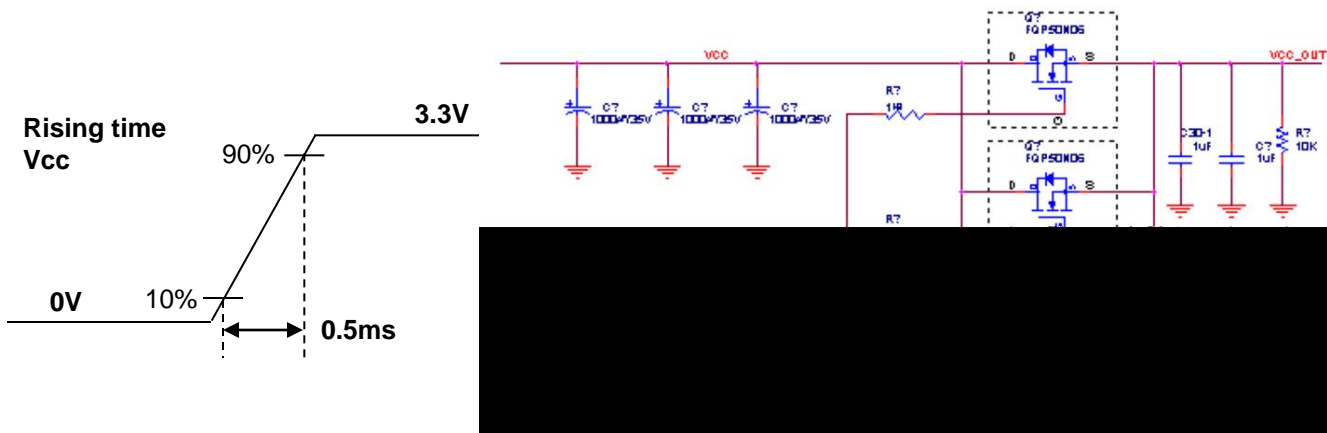 Rising time
Vcc
90%
3.3V
0V
10%
0.5ms
Q?
FQP50N06
VCC
VCC_OUT
D
S
G
C?
1000uF/35V
C?
1000uF/35V
C?
1000uF/35V
R?
C30-1
1uF
C?
1uF
R?
10K
Q?
FQP50N06
D
S
R?